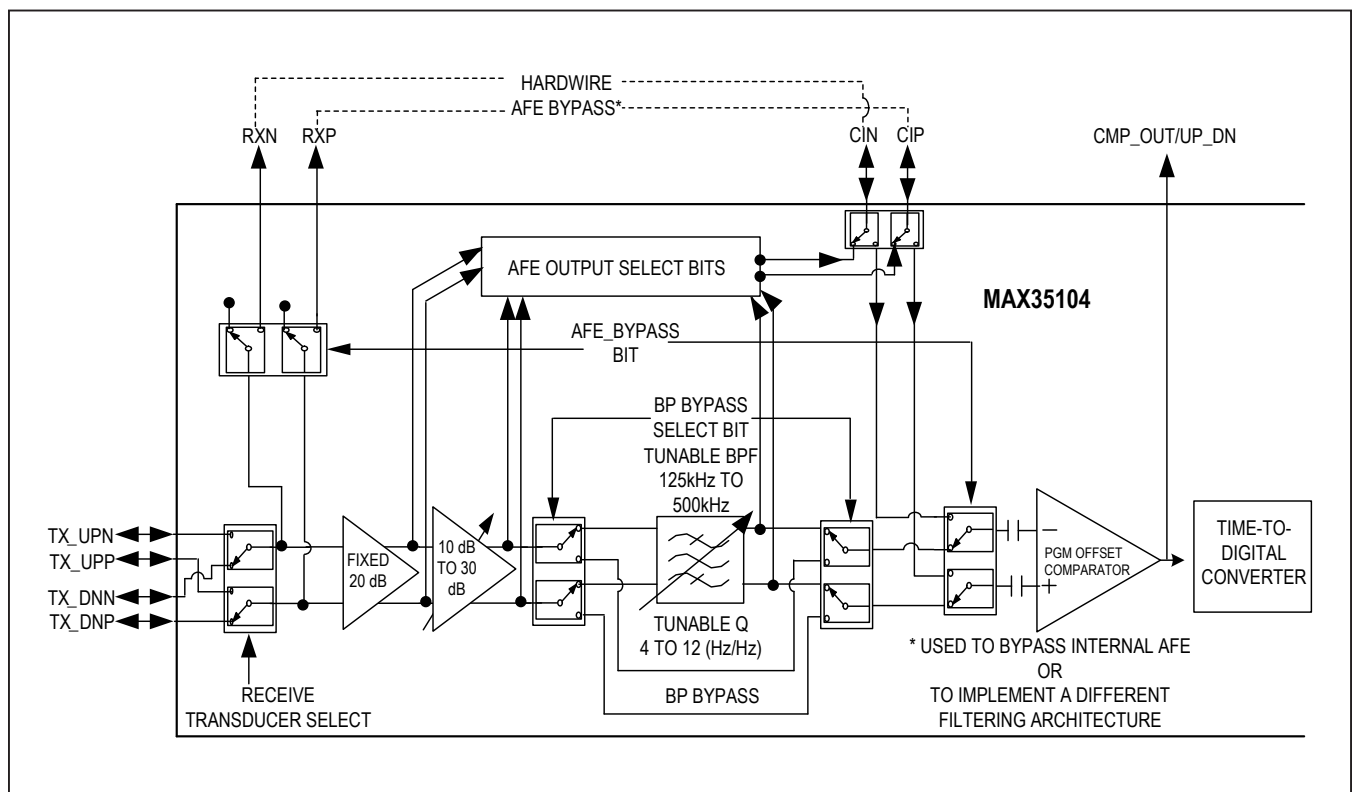 HARDWIRE
AFE BYPASS*
RXN
RXP
CIN
CIP
CMP_OUT/UP_DN
AFE OUTPUT SELECT BITS
MAX35104
AFE_BYPASS
BIT
BP BYPASS
SELECT BIT
TUNABLE BPF
125kHz TO
500kHz
TX_UPN
TX_UPP
TX_DNN
TX_DNP
FIXED
20 dB
10 dB
TO 30
dB
PGM OFFSET
COMPARATOR
TIME-TO-
DIGITAL
CONVERTER
TUNABLE Q
4 TO 12 (Hz/Hz)
BP BYPASS
RECEIVE
TRANSDUCER SELECT
* USED TO BYPASS INTERNAL AFE
OR
TO IMPLEMENT A DIFFERENT
FILTERING ARCHITECTURE